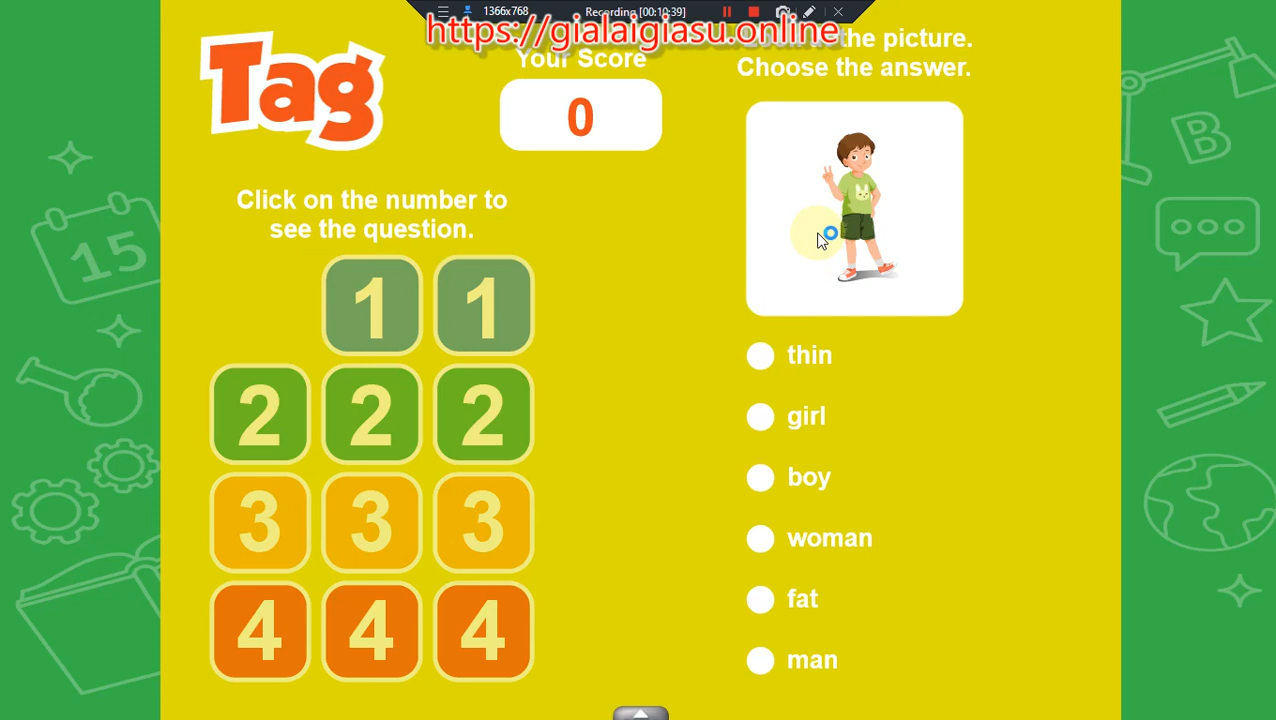 1366x768
Recording [00:10:39]
https://gialaigiasu.online
Tag
Your Score
0
Click on the number to
see the question.
1 1
2 2 2
3 3 3
4 4 4
the picture.
Choose the answer.
thin
girl
boy
woman
fat
man
15
B